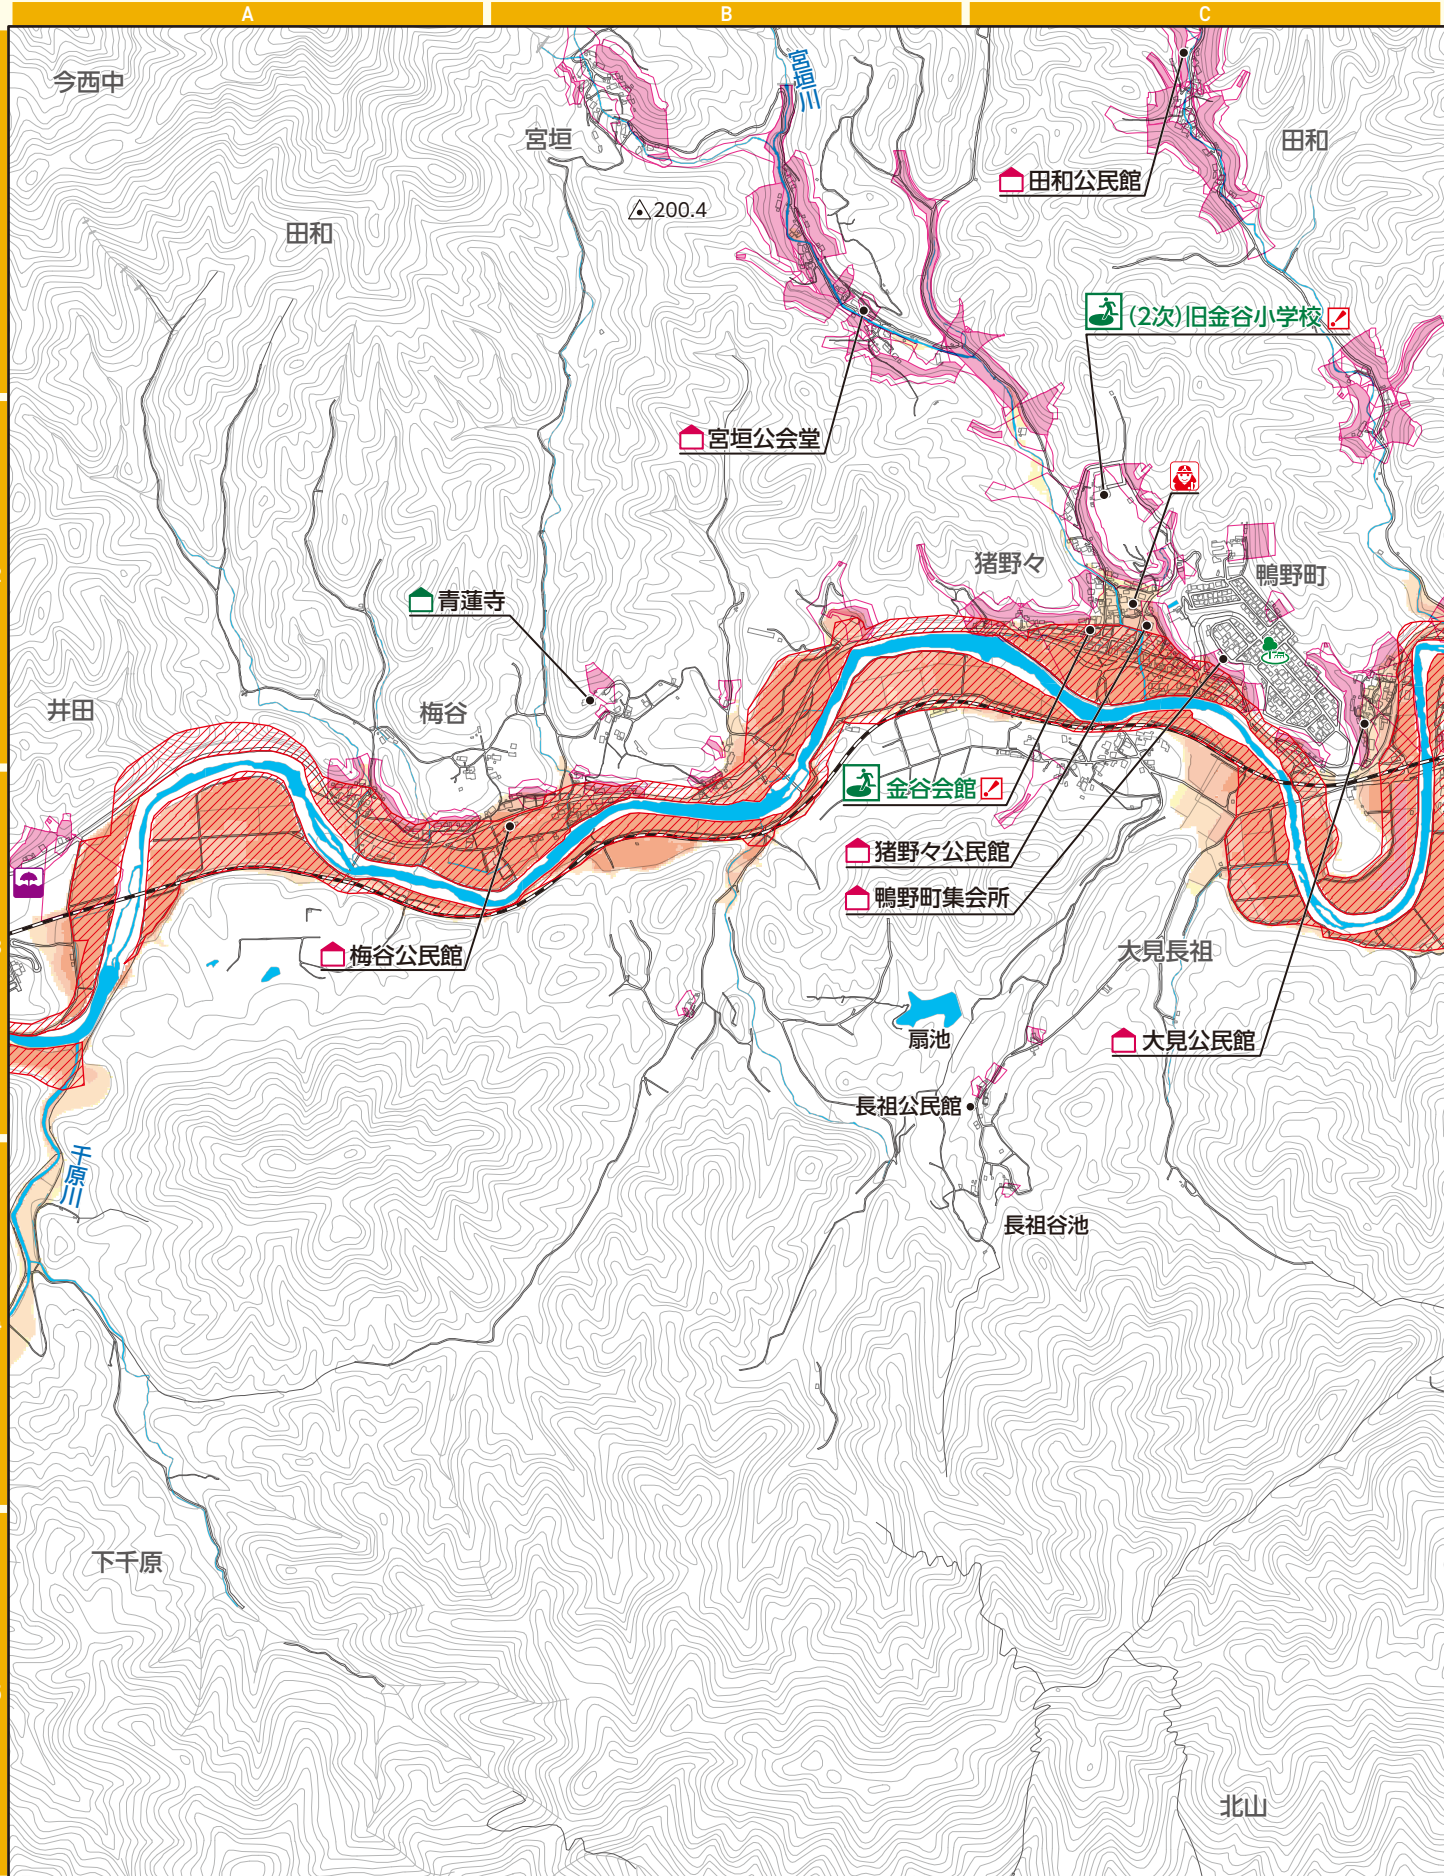 A
B
C
今西中
宮垣川
宮垣
田和
田和公民館
200.4
田和
(2次)旧金谷小学校
宮垣公会堂
猪野々
鴨野町
青蓮寺
井田
梅谷
金谷会館
猪野々公民館
鴨野町集会所
梅谷公民館
大見長祖
扇池
大見公民館
長祖公民館
千原川
長祖谷池
下千原
北山